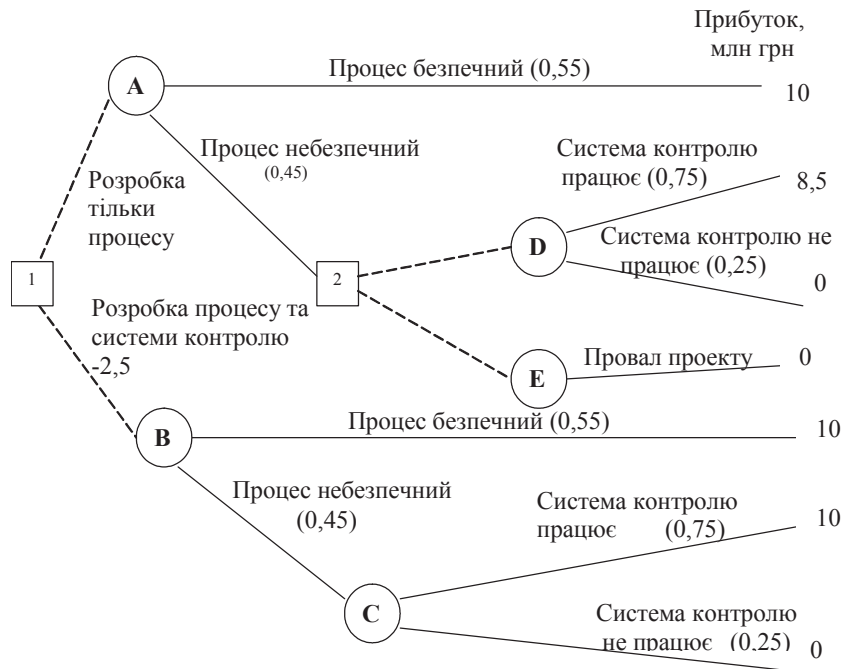 Прибуток,
млн грн
Процес безпечний (0,55)
А
10
Процес небезпечний
(0,45)
Система контролю
працює (0,75)
8,5
Розробка
тільки
процесу
D
Система контролю не
працює (0,25)
0
1
2
Розробка процесу та
системи контролю
-2,5
Е
Провал проекту
0
В
Процес безпечний (0,55)
10
Процес небезпечний
(0,45)
Система контролю
працює (0,75)
10
С
Система контролю
не працює (0,25)
0